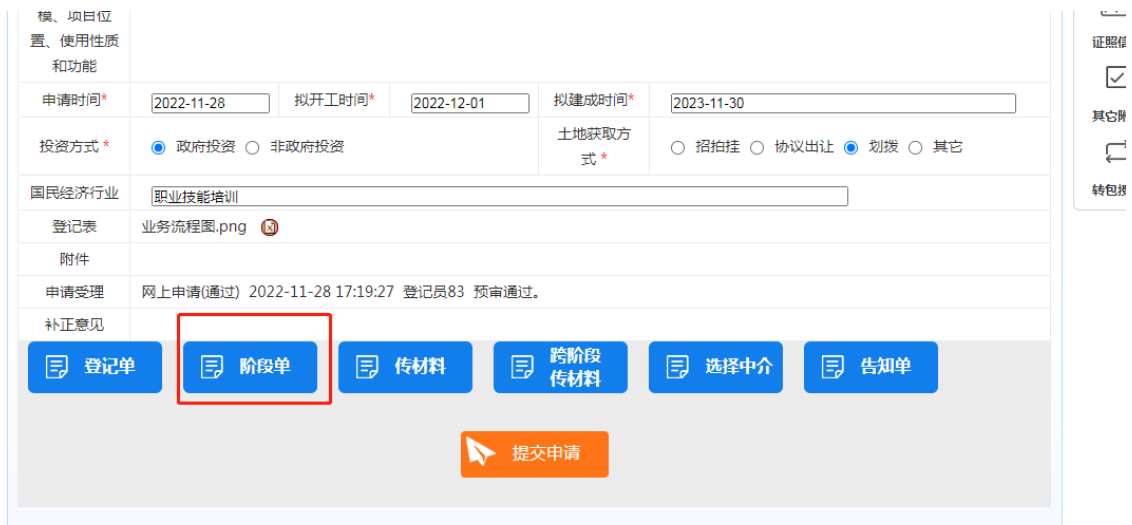 模、项目位
置、使用性质
和功能
申请时间* 2022-11-28 拟开工时间* 2022-12-01 拟建成时间* 2023-11-30
投资方式 * 政府投资 非政府投资 土地获取方
式 * 招拍挂 协议出让 划拨 其它
国民经济行业 职业技能培训
登记表 业务流程图.png
附件
申请受理 网上申请(通过) 2022-11-28 17:19:27 登记员83 预审通过。
补正意见
登记单 阶段单 传材料 跨阶段
传材料 选择中介 告知单
提交申请
证照信
其它附
转包授